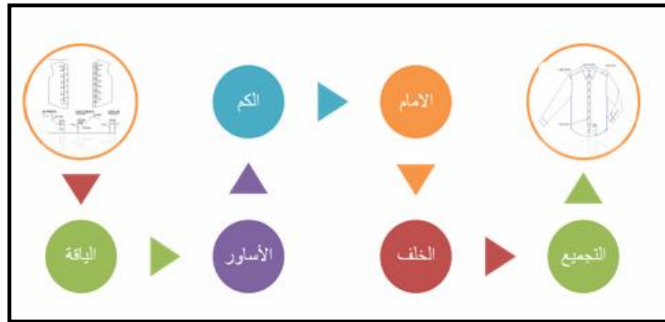 الياقة
الأساور
الكم
الامام
الخلف
التجميع